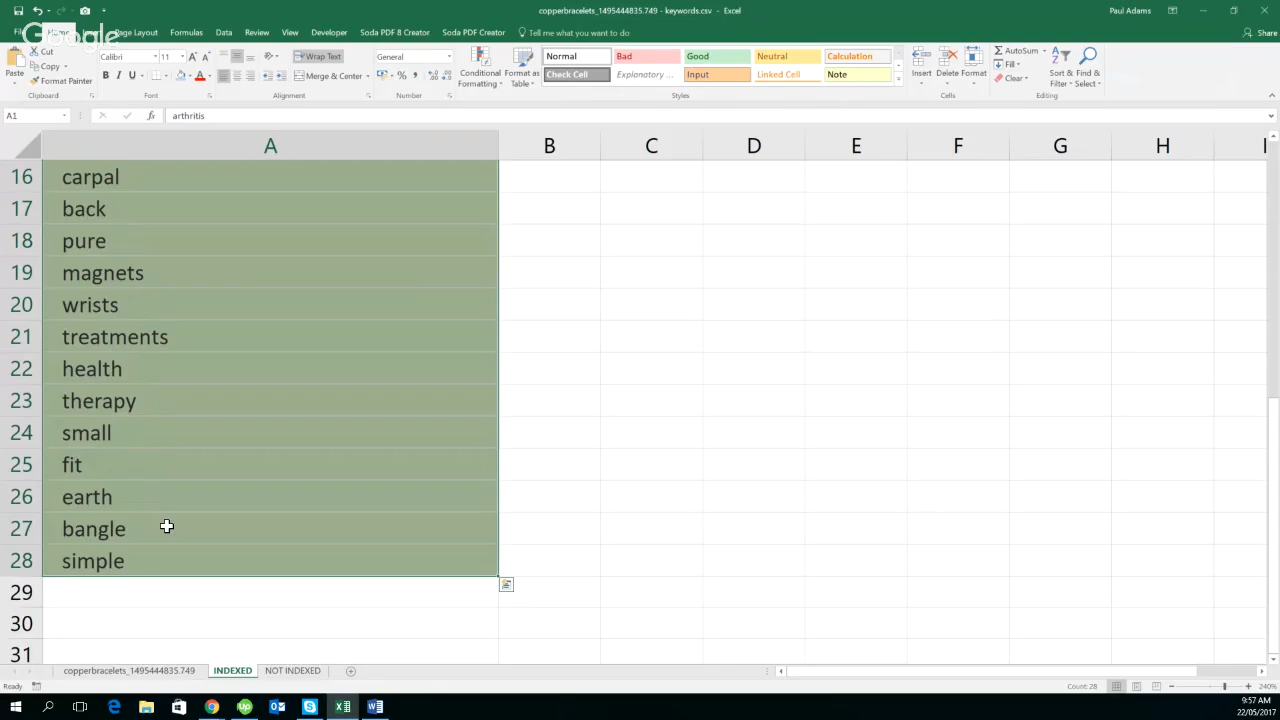 copperbracelets_1495444835.749 - keywords.csv - Excel
Paul Adams
Google
Page Layout Formulas Data Review View Developer Soda PDF 8 Creator Soda PDF Creator Tell me what you want to do Share
Paste Cut Copy Format Painter Clipboard
Calibri 11 B I U Font
Wrap Text Merge & Center Alignment
General % Number
Conditional Formatting Format as Table
Normal Bad Good Neutral Calculation
Check Cell Explanatory ... Input Linked Cell Note
Styles
Insert Delete Format Cells
AutoSum Fill Clear Sort & Filter Find & Select Editing
A1 fx arthritis
A B C D E F G H
16 carpal
17 back
18 pure
19 magnets
20 wrists
21 treatments
22 health
23 therapy
24 small
25 fit
26 earth
27 bangle
28 simple
29
30
31
copperbracelets_1495444835.749 INDEXED NOT INDEXED
Ready Count: 28 240%
9:57 AM
22/05/2017